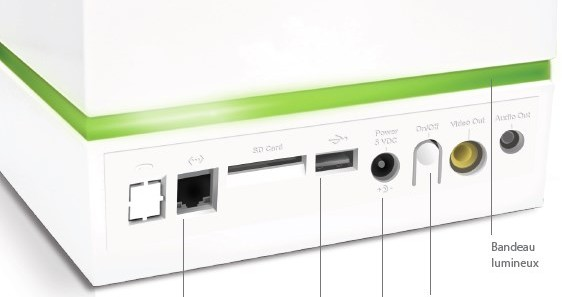 SD Card
Power
5 VDC
On/Off
Video Out
Audio Out
Bandeau
lumineux